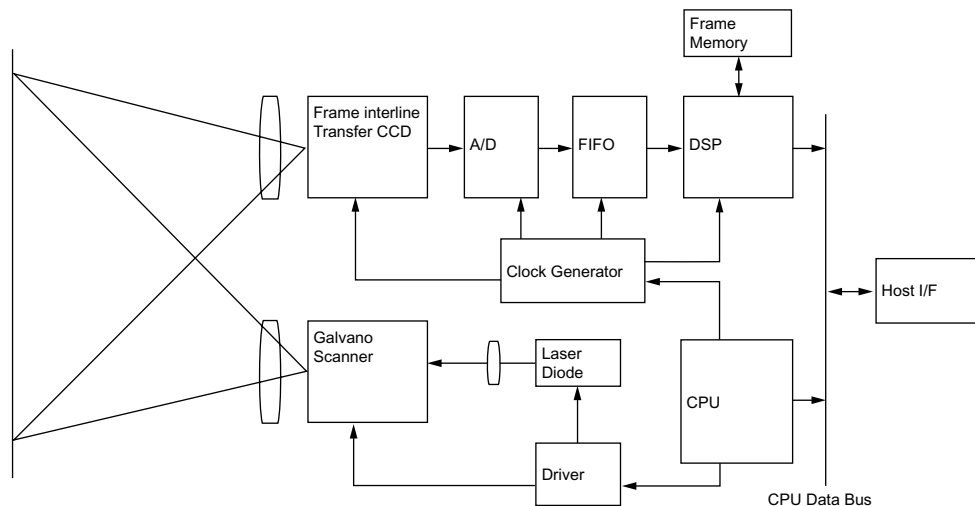 Frame
Memory
Frame interline
Transfer CCD
A/D
FIFO
DSP
Clock Generator
Host I/F
Galvano
Scanner
Laser
Diode
CPU
Driver
CPU Data Bus